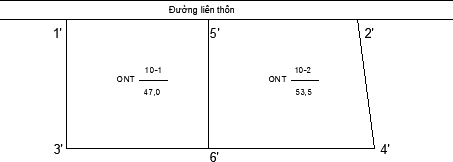 Đường liên thôn
1' 5' 2'
ONT 10-1 47,0
ONT 10-2 53,5
3' 6' 4'